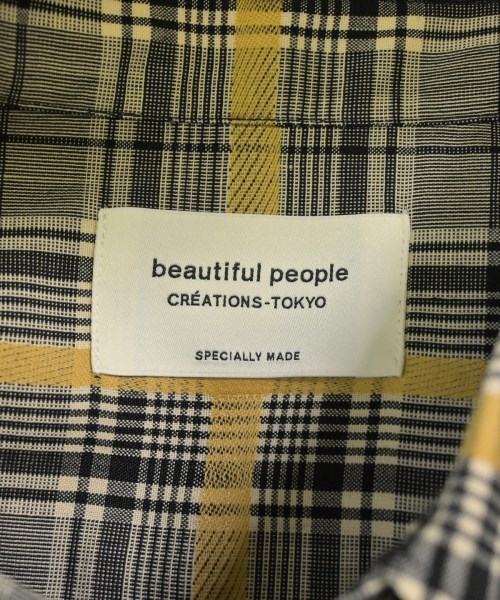 beautiful people
CRÉATIONS-TOKYO
SPECIALLY MADE